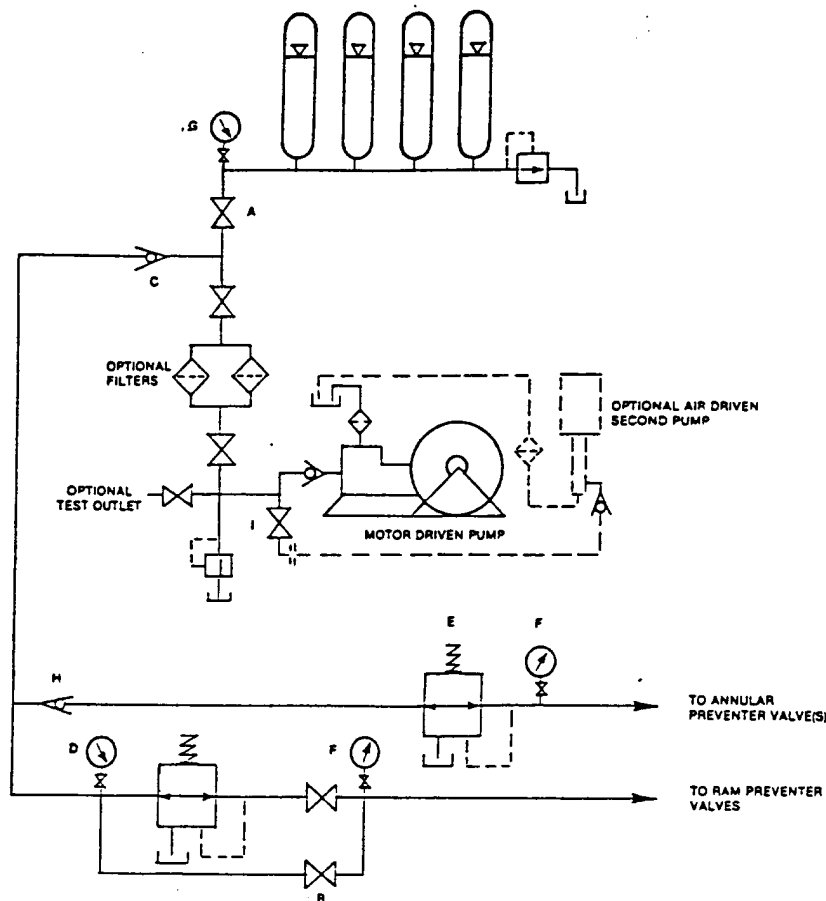 G
A
C
OPTIONAL
FILTERS
OPTIONAL AIR DRIVEN
SECOND PUMP
OPTIONAL
TEST OUTLET
I
MOTOR DRIVEN PUMP
E
F
H
TO ANNULAR
PREVENTER VALVE(S)
D
F
TO RAM PREVENTER
VALVES
B